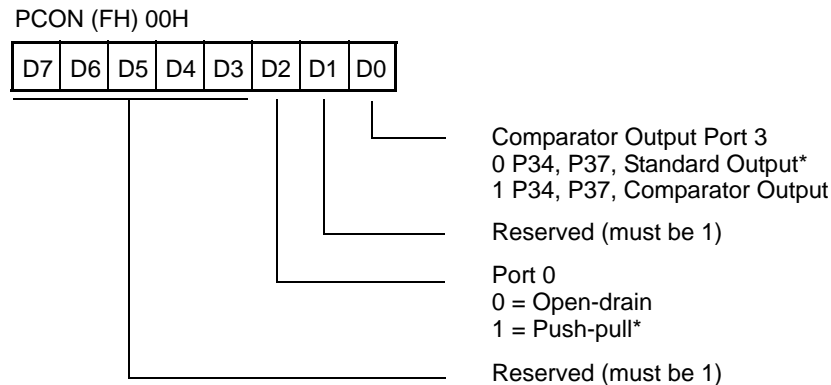 PCON (FH) 00H
D7 D6 D5 D4 D3 D2 D1 D0
Comparator Output Port 3
0 P34, P37, Standard Output*
1 P34, P37, Comparator Output
Reserved (must be 1)
Port 0
0 = Open-drain
1 = Push-pull*
Reserved (must be 1)